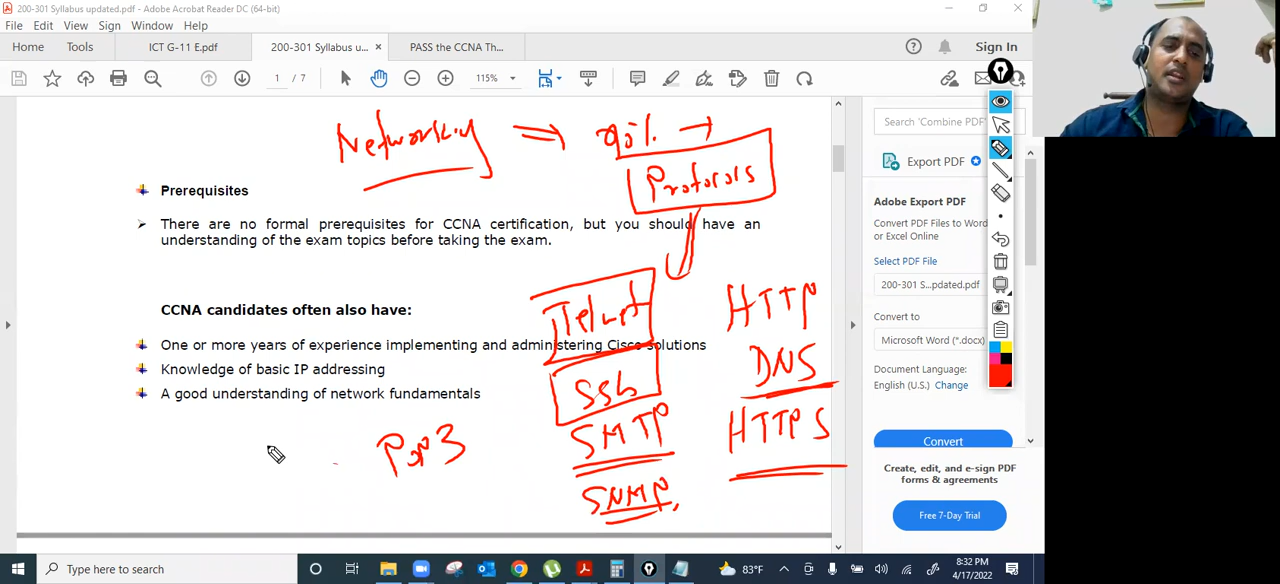 200-301 Syllabus updated.pdf - Adobe Acrobat Reader DC (64-bit)
File Edit View Sign Window Help
Home Tools ICT G-11 E.pdf 200-301 Syllabus u... × PASS the CCNA Th... Sign In
1 / 7 115%
Networking ⇒ 90% →
Protocols
Prerequisites
There are no formal prerequisites for CCNA certification, but you should have an
understanding of the exam topics before taking the exam.
Telnet HTTP
CCNA candidates often also have:
One or more years of experience implementing and administering Cisco solutions
Knowledge of basic IP addressing
DNS
A good understanding of network fundamentals
SSh
SMTP HTTPS
PoP3
SNMP,
Search 'Combine PDF'
Export PDF
Adobe Export PDF
Convert PDF Files to Word
or Excel Online
Select PDF File
200-301 S...pdated.pdf
Convert to
Microsoft Word (*.docx)
Document Language:
English (U.S.) Change
Convert
Create, edit, and e-sign PDF
forms & agreements
Free 7-Day Trial
Type here to search
83°F
8:32 PM
4/17/2022